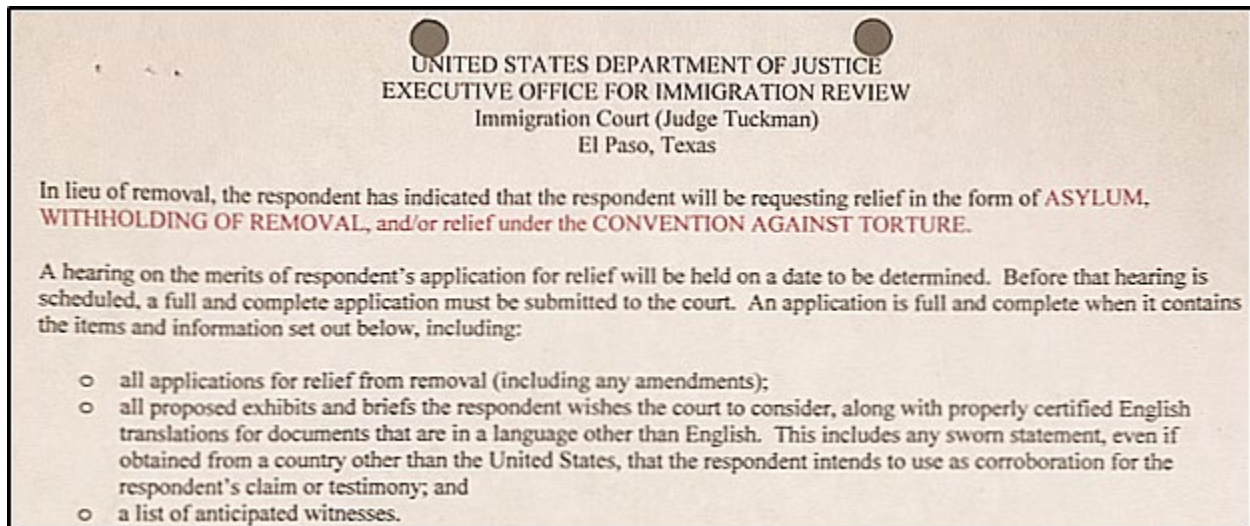 UNITED STATES DEPARTMENT OF JUSTICE
EXECUTIVE OFFICE FOR IMMIGRATION REVIEW
Immigration Court (Judge Tuckman)
El Paso, Texas
In lieu of removal, the respondent has indicated that the respondent will be requesting relief in the form of ASYLUM,
WITHHOLDING OF REMOVAL, and/or relief under the CONVENTION AGAINST TORTURE.
A hearing on the merits of respondent's application for relief will be held on a date to be determined. Before that hearing is
scheduled, a full and complete application must be submitted to the court. An application is full and complete when it contains
the items and information set out below, including:
o all applications for relief from removal (including any amendments);
o all proposed exhibits and briefs the respondent wishes the court to consider, along with properly certified English
translations for documents that are in a language other than English. This includes any sworn statement, even if
obtained from a country other than the United States, that the respondent intends to use as corroboration for the
respondent's claim or testimony; and
o a list of anticipated witnesses.